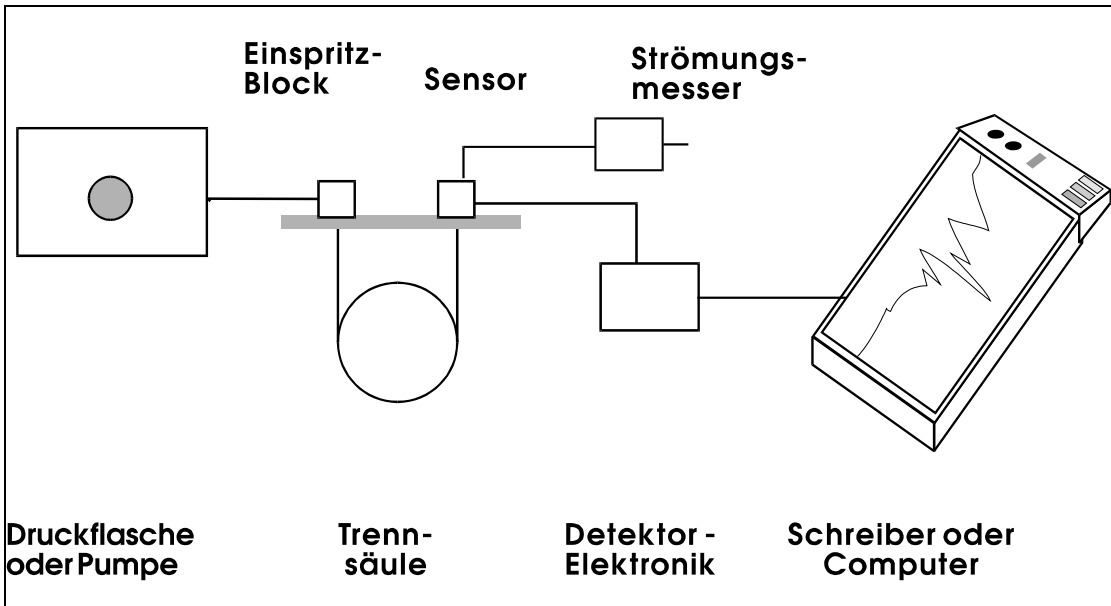 Einspritz-
Block
Sensor
Strömungs-
messer
Druckflasche
oder Pumpe
Trenn-
säule
Detektor -
Elektronik
Schreiber oder
Computer